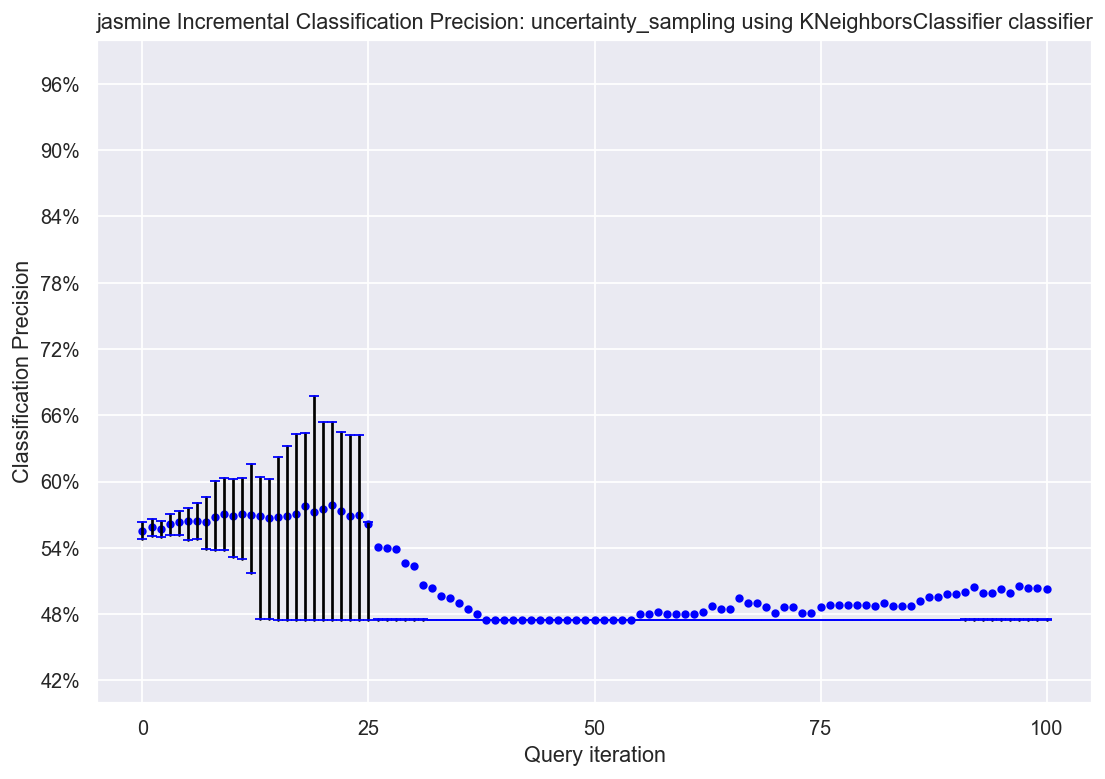 jasmine Incremental Classification Precision: uncertainty_sampling using KNeighborsClassifier classifier
96%
90%
84%
78%
72%
66%
60%
54%
48%
42%
Classification Precision
0 25 50 75 100
Query iteration